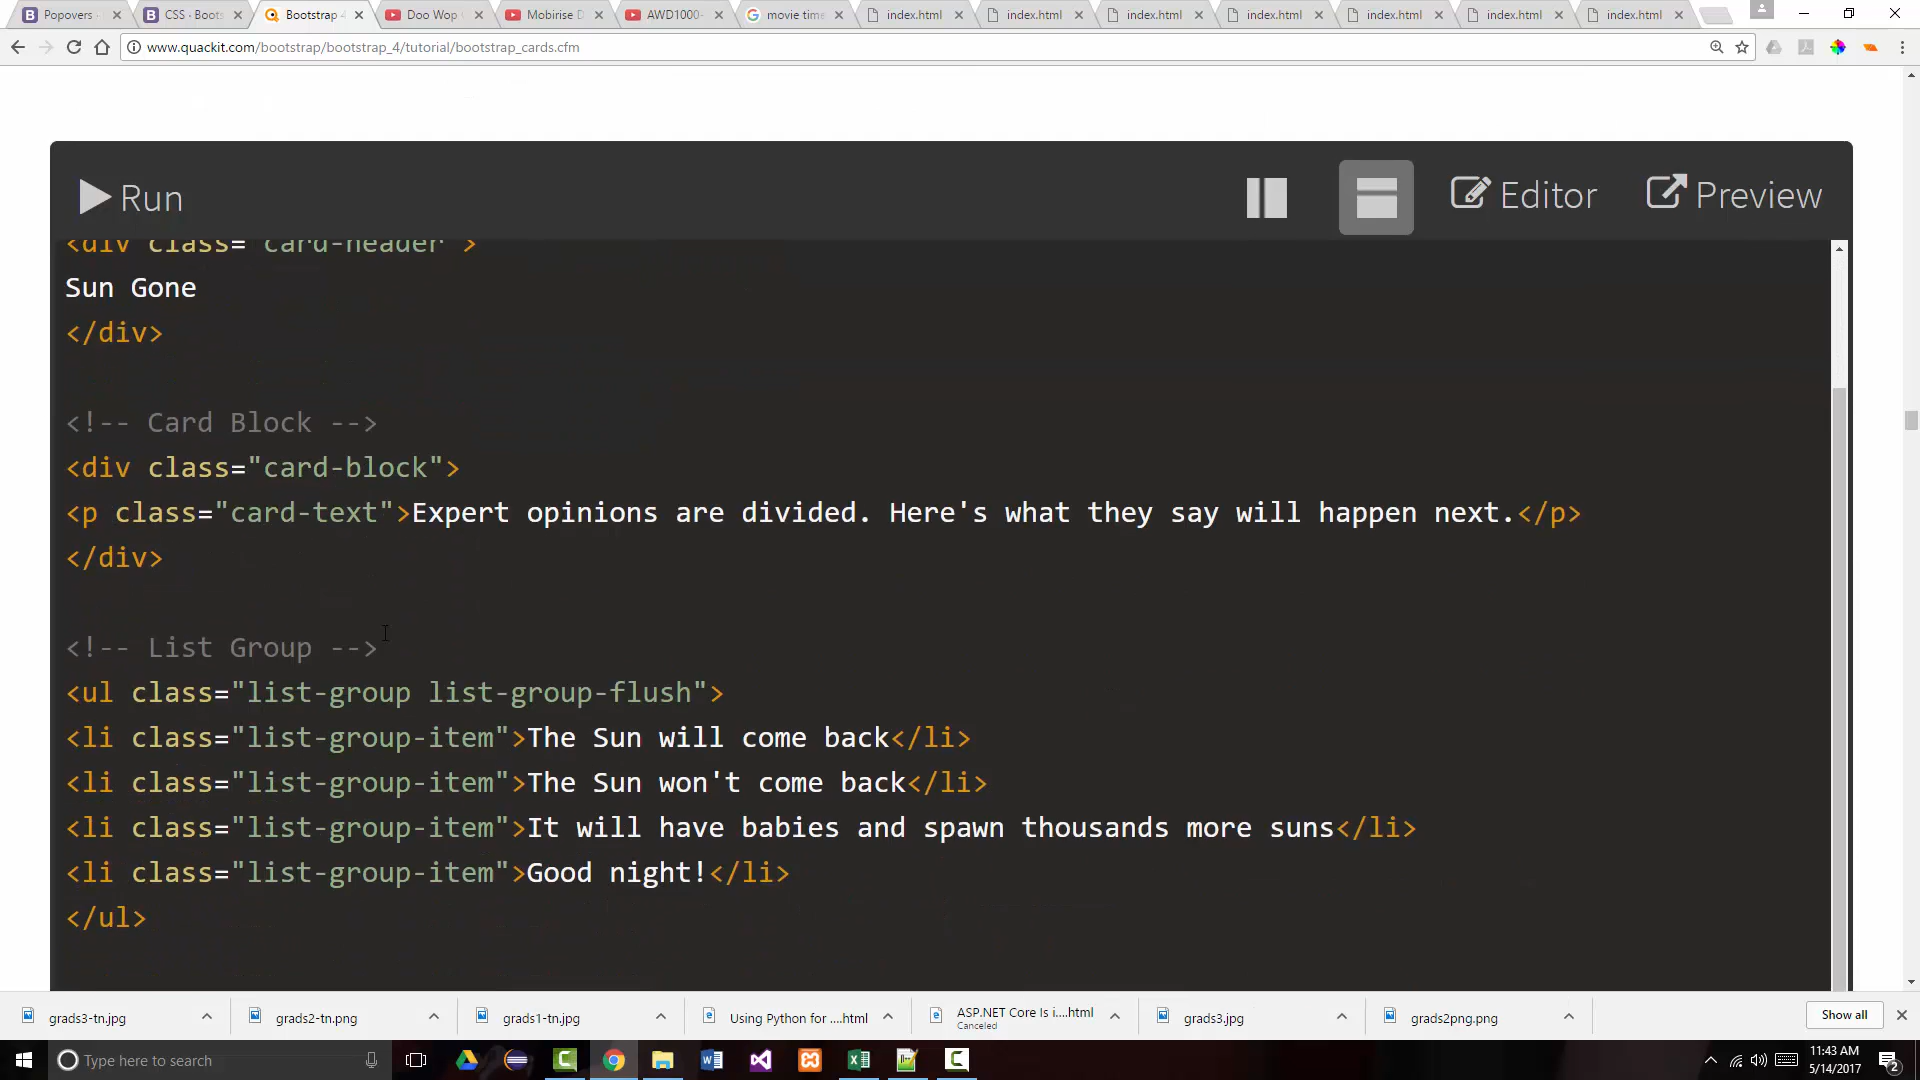 Popovers - CSS - Boots Bootstrap 4 Doo Wop Mobirise D AWD1000- movie time index.html index.html index.html index.html index.html index.html index.html
www.quackit.com/bootstrap/bootstrap_4/tutorial/bootstrap_cards.cfm
Run Editor Preview
<div class="card-header">
Sun Gone
</div>
<!-- Card Block -->
<div class="card-block">
<p class="card-text">Expert opinions are divided. Here's what they say will happen next.</p>
</div>
<!-- List Group -->
<ul class="list-group list-group-flush">
<li class="list-group-item">The Sun will come back</li>
<li class="list-group-item">The Sun won't come back</li>
<li class="list-group-item">It will have babies and spawn thousands more suns</li>
<li class="list-group-item">Good night!</li>
</ul>
grads3-tn.jpg grads2-tn.png grads1-tn.jpg Using Python for ....html ASP.NET Core Is i....html grads3.jpg grads2png.png Show all
Canceled
Type here to search 11:43 AM
5/14/2017 2